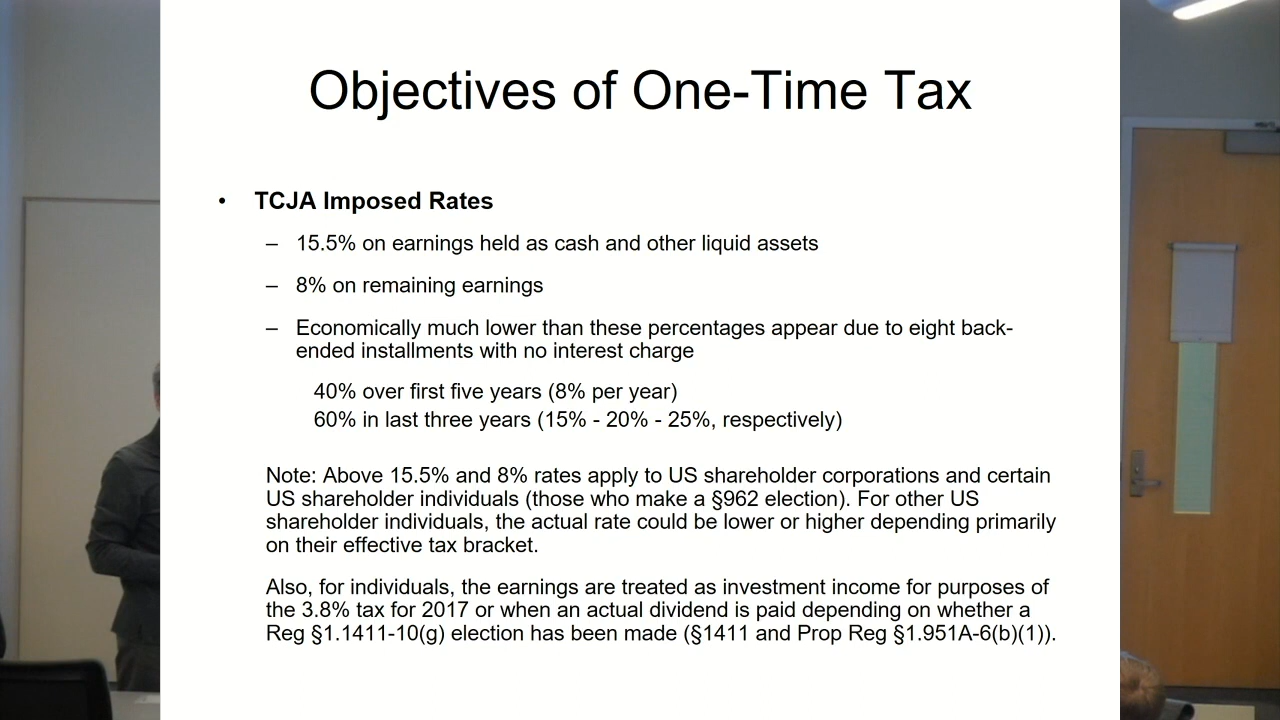 Objectives of One-Time Tax
• TCJA Imposed Rates
– 15.5% on earnings held as cash and other liquid assets
– 8% on remaining earnings
– Economically much lower than these percentages appear due to eight back-
ended installments with no interest charge
40% over first five years (8% per year)
60% in last three years (15% - 20% - 25%, respectively)
Note: Above 15.5% and 8% rates apply to US shareholder corporations and certain
US shareholder individuals (those who make a §962 election). For other US
shareholder individuals, the actual rate could be lower or higher depending primarily
on their effective tax bracket.
Also, for individuals, the earnings are treated as investment income for purposes of
the 3.8% tax for 2017 or when an actual dividend is paid depending on whether a
Reg §1.1411-10(g) election has been made (§1411 and Prop Reg §1.951A-6(b)(1)).